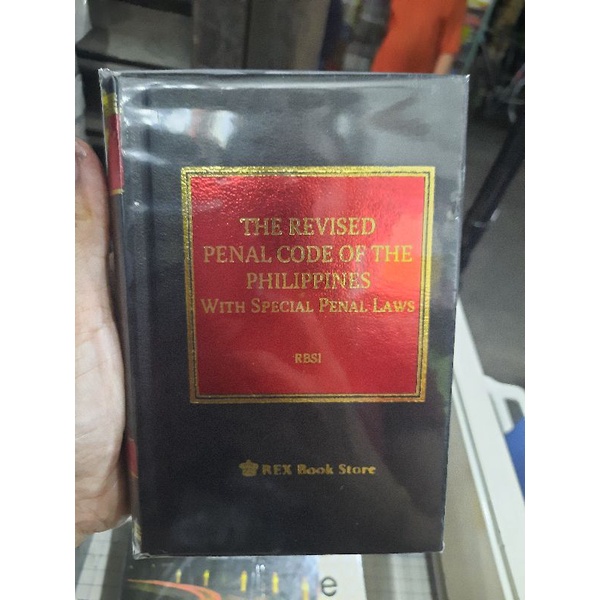 THE REVISED
PENAL CODE OF THE
PHILIPPINES
WITH SPECIAL PENAL LAWS
RBSI
REX Book Store
e